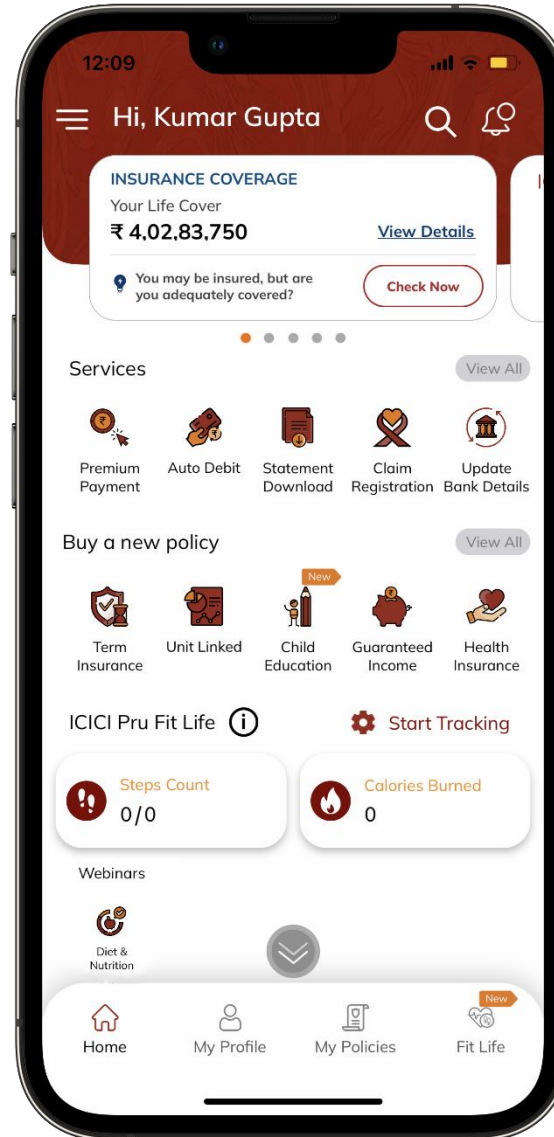 12:09
Hi, Kumar Gupta
INSURANCE COVERAGE
Your Life Cover
₹ 4,02,83,750
View Details
You may be insured, but are
you adequately covered?
Check Now
Services
View All
Premium
Payment
Auto Debit
Statement
Download
Claim
Registration
Update
Bank Details
Buy a new policy
View All
New
Term
Insurance
Unit Linked
Child
Education
Guaranteed
Income
Health
Insurance
ICICI Pru Fit Life
Start Tracking
Steps Count
0/0
Calories Burned
0
Webinars
Diet &
Nutrition
New
Home
My Profile
My Policies
Fit Life